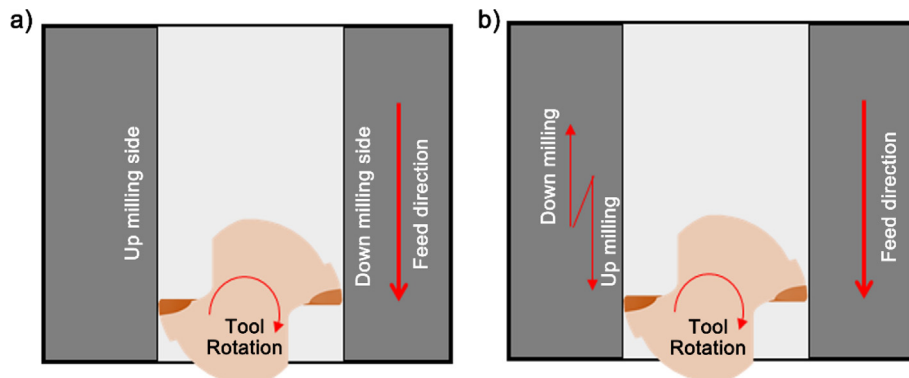 a)
Up milling side
Tool
Rotation
Down milling side
Feed direction
b)
Down milling
Up milling
Tool
Rotation
Feed direction